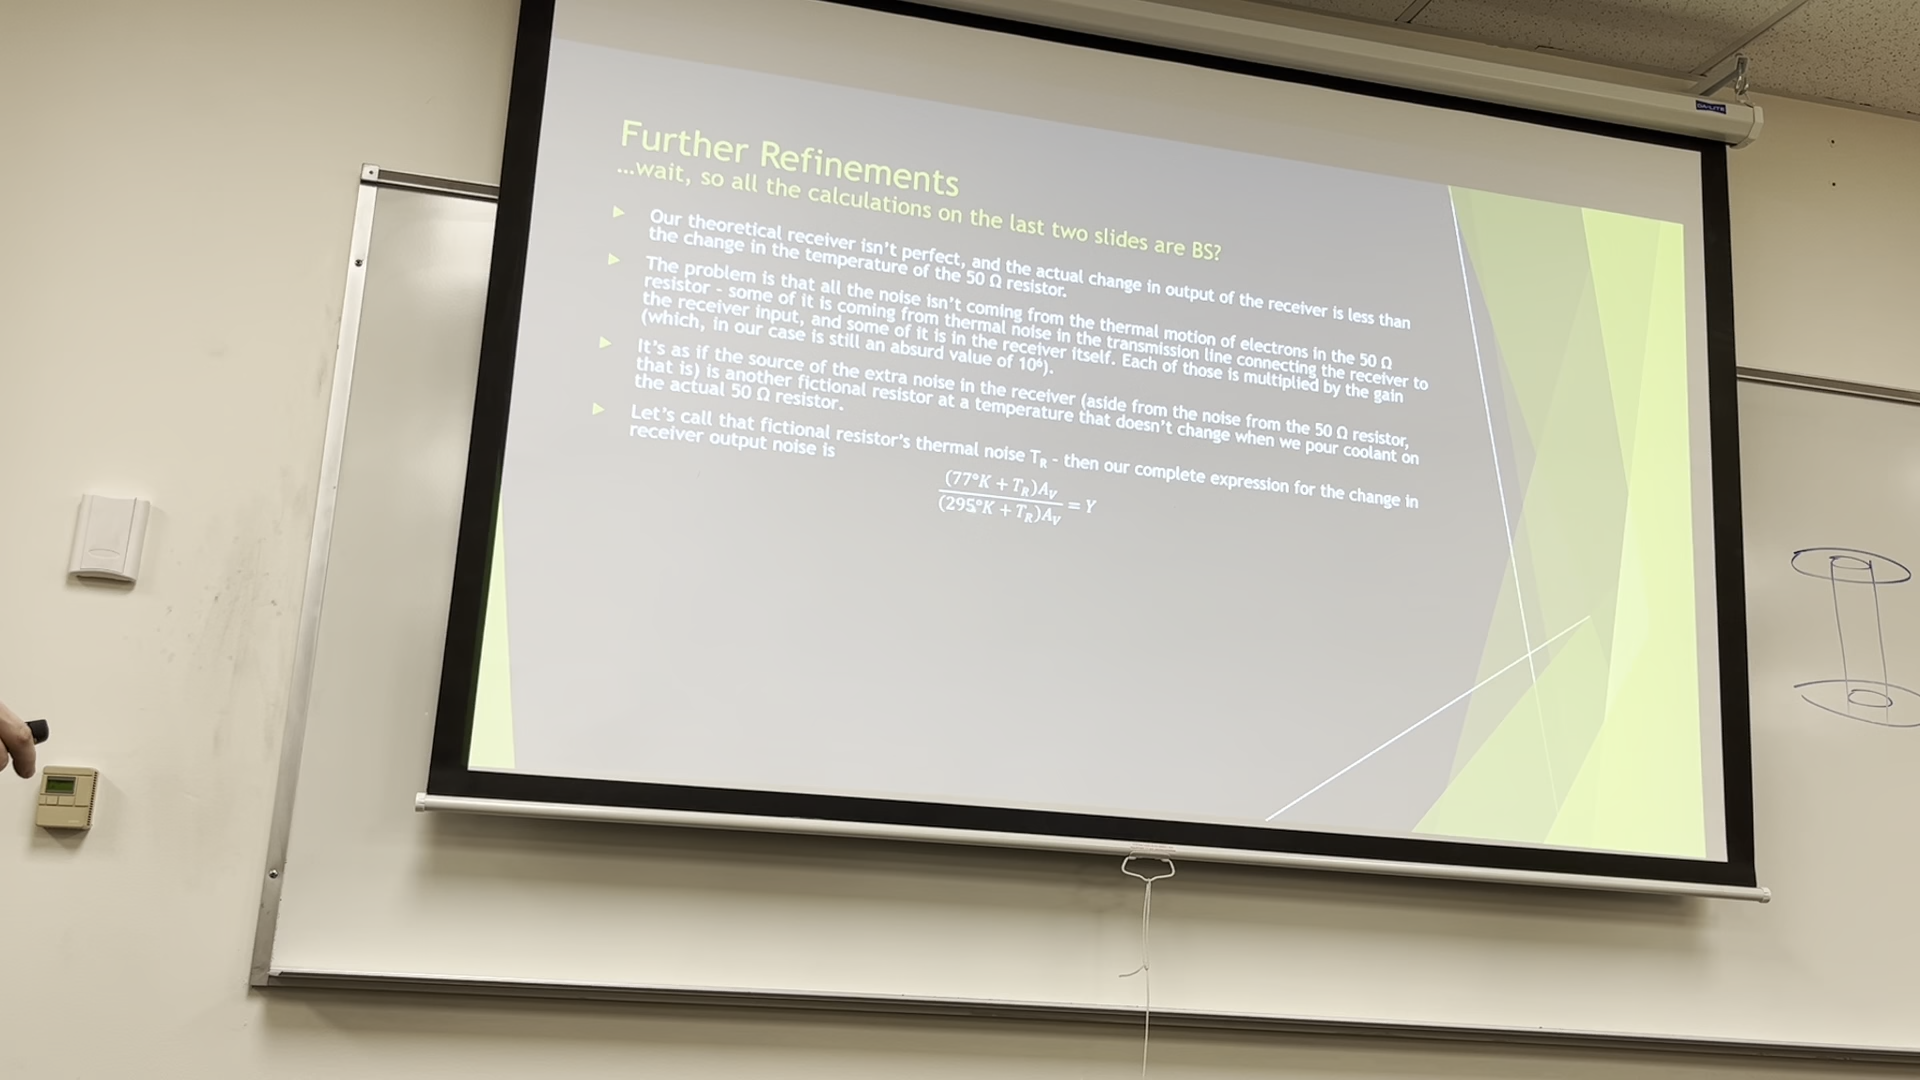 DA-LITE
Further Refinements
...wait, so all the calculations on the last two slides are BS?
Our theoretical receiver isn't perfect, and the actual change in output of the receiver is less than
the change in the temperature of the 50 Ω resistor.
The problem is that all the noise isn't coming from the thermal motion of electrons in the 50 Ω
resistor - some of it is coming from thermal noise in the transmission line connecting the receiver to
the receiver input, and some of it is in the receiver itself. Each of those is multiplied by the gain
(which, in our case is still an absurd value of 10⁶).
It's as if the source of the extra noise in the receiver (aside from the noise from the 50 Ω resistor,
that is) is another fictional resistor at a temperature that doesn't change when we pour coolant on
the actual 50 Ω resistor.
Let's call that fictional resistor's thermal noise T_R - then our complete expression for the change in
receiver output noise is
(77°K + T_R)A_V
(295°K + T_R)A_V
= Y